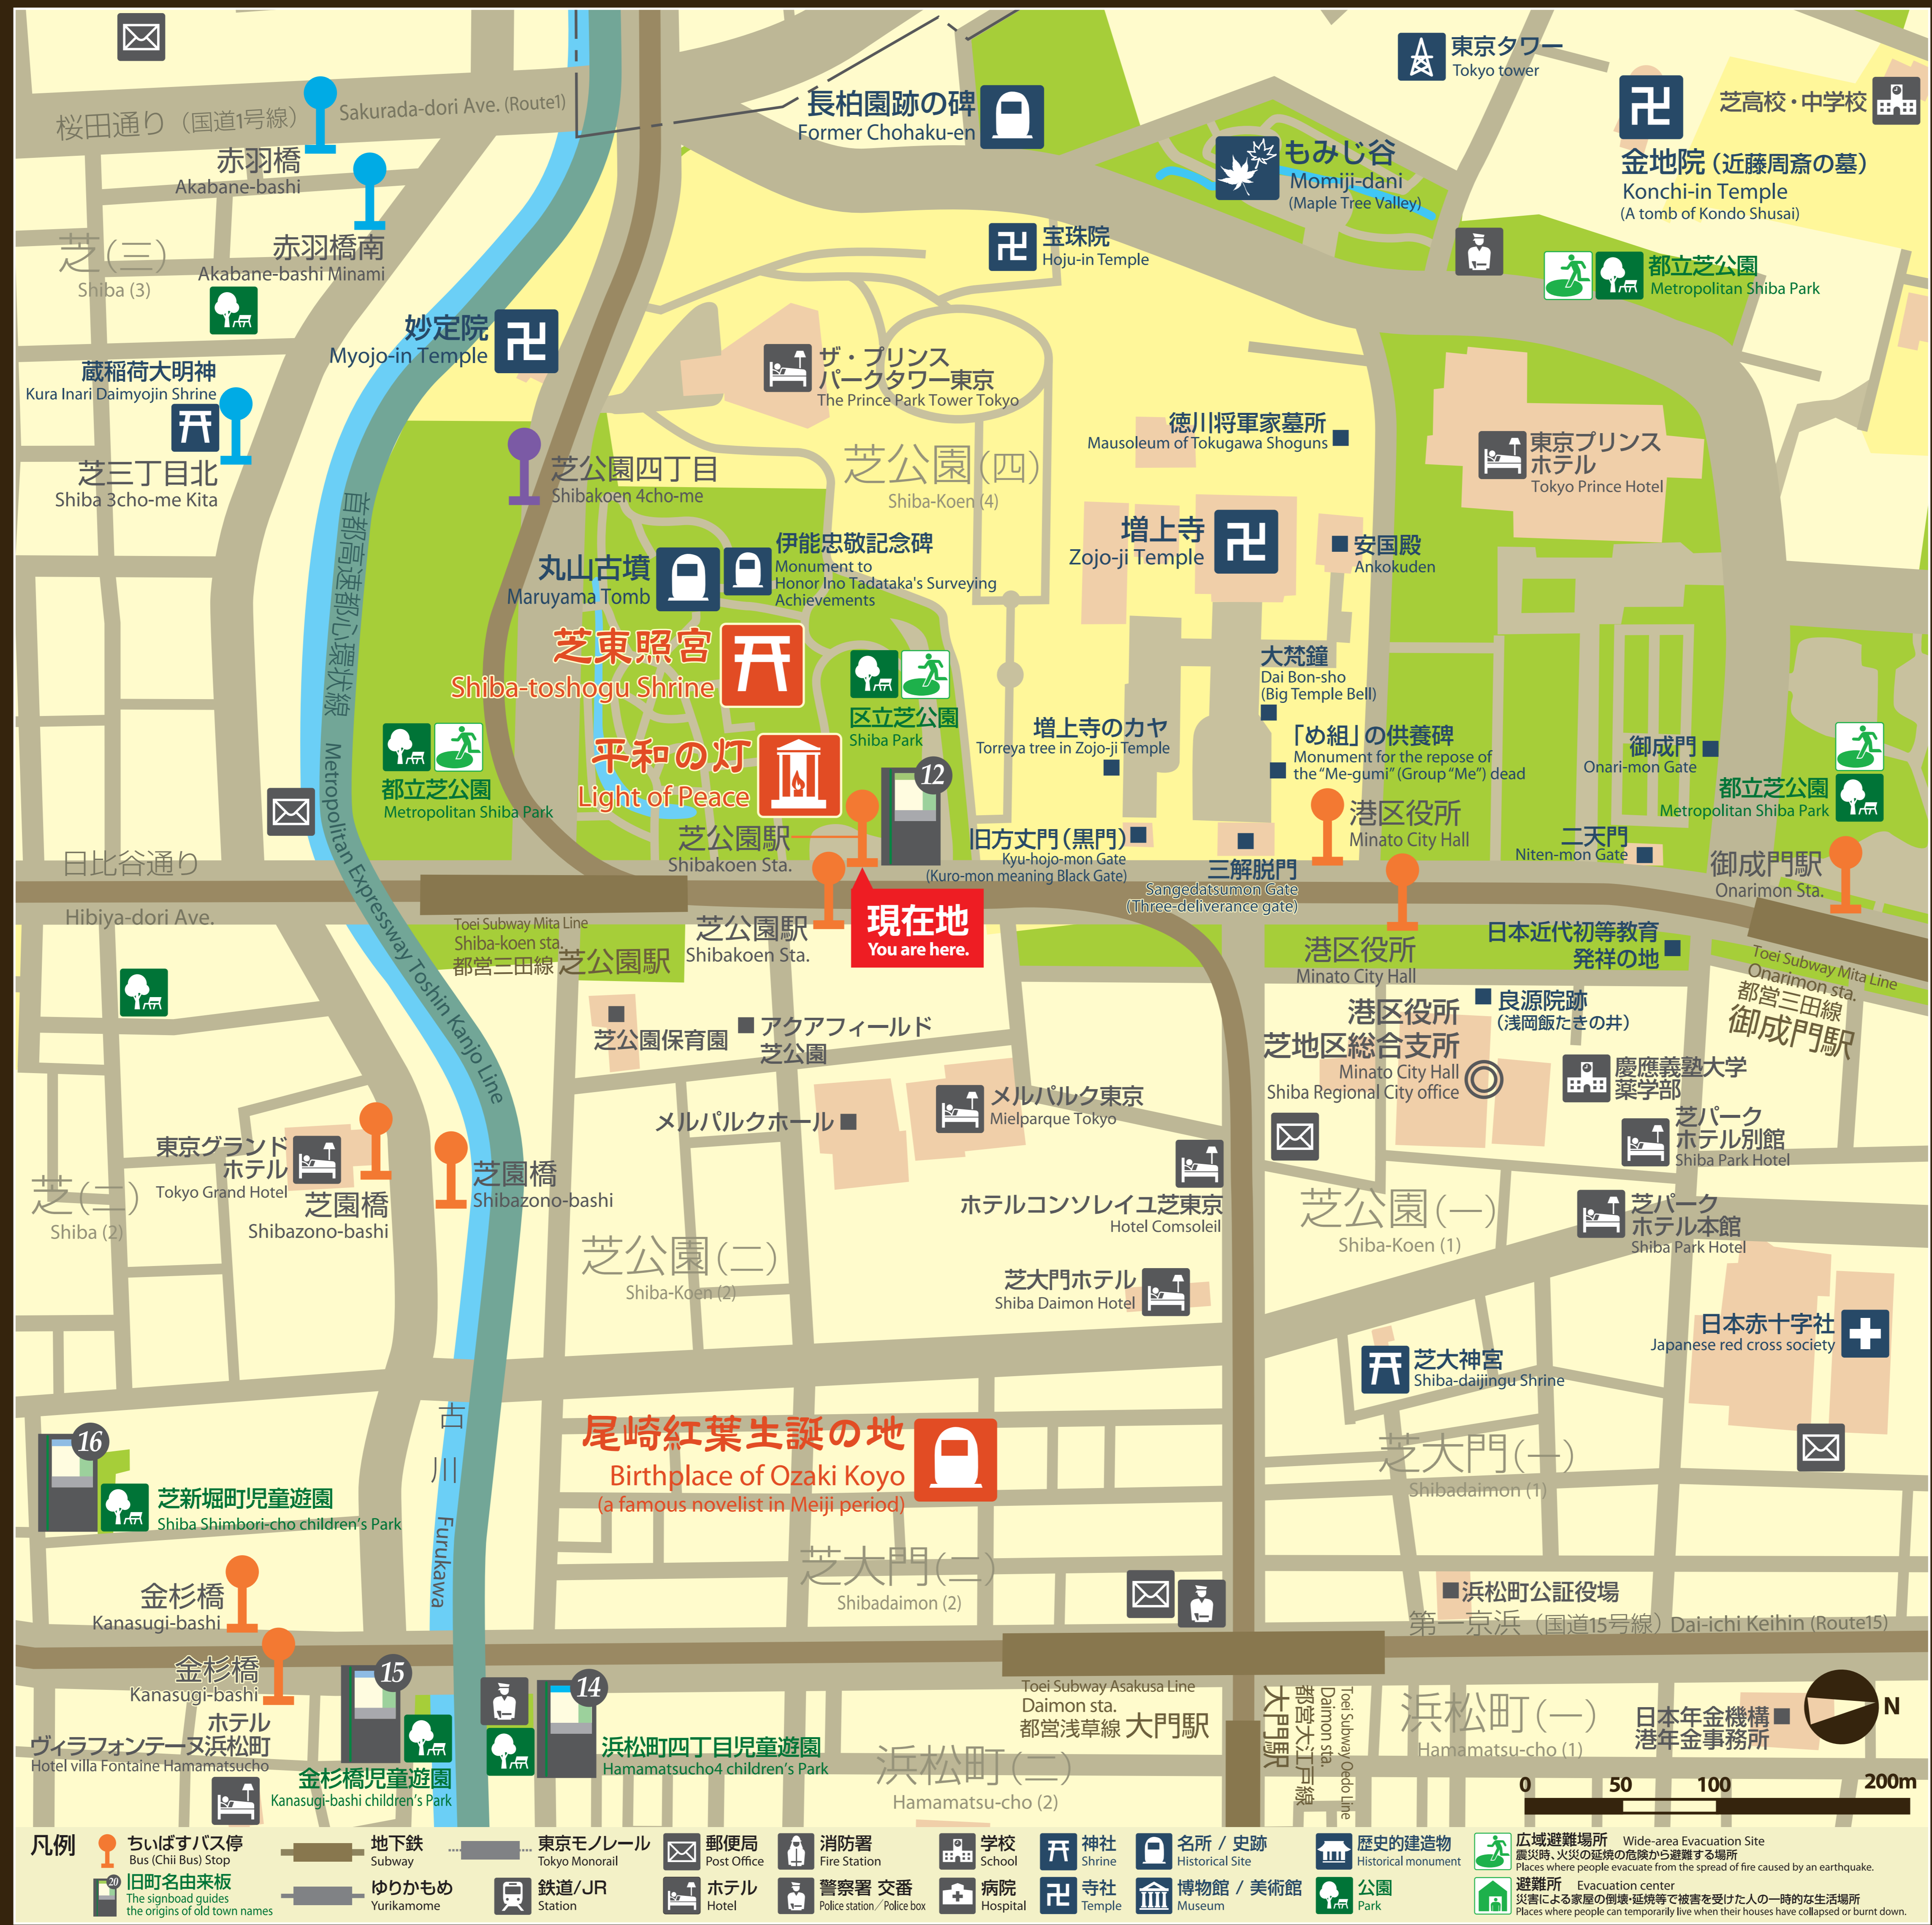 桜田通り（国道1号線）
Sakurada-dori Ave. (Route1)
赤羽橋
Akabane-bashi
赤羽橋南
Akabane-bashi Minami
芝(三)
Shiba (3)
蔵稲荷大明神
Kura Inari Daimyojin Shrine
芝三丁目北
Shiba 3cho-me Kita
妙定院
Myojo-in Temple
長柏園跡の碑
Former Chohaku-en
東京タワー
Tokyo tower
芝高校・中学校
金地院（近藤周斎の墓）
Konchi-in Temple
(A tomb of Kondo Shusai)
もみじ谷
Momiji-dani
(Maple Tree Valley)
宝珠院
Hoju-in Temple
都立芝公園
Metropolitan Shiba Park
ザ・プリンス
パークタワー東京
The Prince Park Tower Tokyo
徳川将軍家墓所
Mausoleum of Tokugawa Shoguns
東京プリンス
ホテル
Tokyo Prince Hotel
芝公園四丁目
Shibakoen 4cho-me
芝公園(四)
Shiba-Koen (4)
首都高速都心環状線
Metropolitan Expressway Toshin Kanjo Line
丸山古墳
Maruyama Tomb
伊能忠敬記念碑
Monument to
Honor Ino Tadataka's Surveying
Achievements
増上寺
Zojo-ji Temple
安国殿
Ankokuden
芝東照宮
Shiba-toshogu Shrine
区立芝公園
Shiba Park
大梵鐘
Dai Bon-sho
(Big Temple Bell)
平和の灯
Light of Peace
都立芝公園
Metropolitan Shiba Park
増上寺のカヤ
Torreya tree in Zojo-ji Temple
「め組」の供養碑
Monument for the repose of
the “Me-gumi” (Group “Me”) dead
御成門
Onari-mon Gate
都立芝公園
Metropolitan Shiba Park
12
芝公園駅
Shibakoen Sta.
旧方丈門（黒門）
Kyu-hojo-mon Gate
(Kuro-mon meaning Black Gate)
三解脱門
Sangedatsumon Gate
(Three-deliverance gate)
港区役所
Minato City Hall
二天門
Niten-mon Gate
御成門駅
Onarimon Sta.
日比谷通り
Hibiya-dori Ave.
Toei Subway Mita Line
Shiba-koen sta.
都営三田線 芝公園駅
芝公園駅
Shibakoen Sta.
現在地
You are here.
港区役所
Minato City Hall
日本近代初等教育
発祥の地
Toei Subway Mita Line
Onarimon sta.
都営三田線
御成門駅
芝公園保育園
アクアフィールド
芝公園
港区役所
芝地区総合支所
Minato City Hall
Shiba Regional City office
良源院跡
（浅岡飯たきの井）
慶應義塾大学
薬学部
メルパルクホール
メルパルク東京
Mielparque Tokyo
芝パーク
ホテル別館
Shiba Park Hotel
東京グランド
ホテル
Tokyo Grand Hotel
芝園橋
Shibazono-bashi
芝園橋
Shibazono-bashi
芝(二)
Shiba (2)
ホテルコンソレイユ芝東京
Hotel Comsoleil
芝公園(一)
Shiba-Koen (1)
芝パーク
ホテル本館
Shiba Park Hotel
芝公園(二)
Shiba-Koen (2)
芝大門ホテル
Shiba Daimon Hotel
日本赤十字社
Japanese red cross society
芝大神宮
Shiba-daijingu Shrine
古川
Furukawa
尾崎紅葉生誕の地
Birthplace of Ozaki Koyo
(a famous novelist in Meiji period)
芝大門(一)
Shibadaimon (1)
16
芝新堀町児童遊園
Shiba Shimbori-cho children's Park
芝大門(二)
Shibadaimon (2)
浜松町公証役場
第一京浜（国道15号線）Dai-ichi Keihin (Route15)
金杉橋
Kanasugi-bashi
金杉橋
Kanasugi-bashi
15
14
ホテル
ヴィラフォンテーヌ浜松町
Hotel villa Fontaine Hamamatsucho
金杉橋児童遊園
Kanasugi-bashi children's Park
浜松町四丁目児童遊園
Hamamatsucho4 children's Park
浜松町(二)
Hamamatsu-cho (2)
Toei Subway Asakusa Line
Daimon sta.
都営浅草線 大門駅
Toei Subway Oedo Line
Daimon sta.
都営大江戸線
大門駅
浜松町(一)
Hamamatsu-cho (1)
日本年金機構
港年金事務所
N
0 50 100 200m
凡例
ちぃばすバス停
Bus (Chii Bus) Stop
20
旧町名由来板
The signboard guides
the origins of old town names
地下鉄
Subway
ゆりかもめ
Yurikamome
東京モノレール
Tokyo Monorail
鉄道/JR
Station
郵便局
Post Office
ホテル
Hotel
消防署
Fire Station
警察署 交番
Police station／Police box
学校
School
病院
Hospital
神社
Shrine
寺社
Temple
名所 / 史跡
Historical Site
博物館 / 美術館
Museum
歴史的建造物
Historical monument
公園
Park
広域避難場所 Wide-area Evacuation Site
震災時、火災の延焼の危険から避難する場所
Places where people evacuate from the spread of fire caused by an earthquake.
避難所 Evacuation center
災害による家屋の倒壊・延焼等で被害を受けた人の一時的な生活場所
Places where people can temporarily live when their houses have collapsed or burnt down.